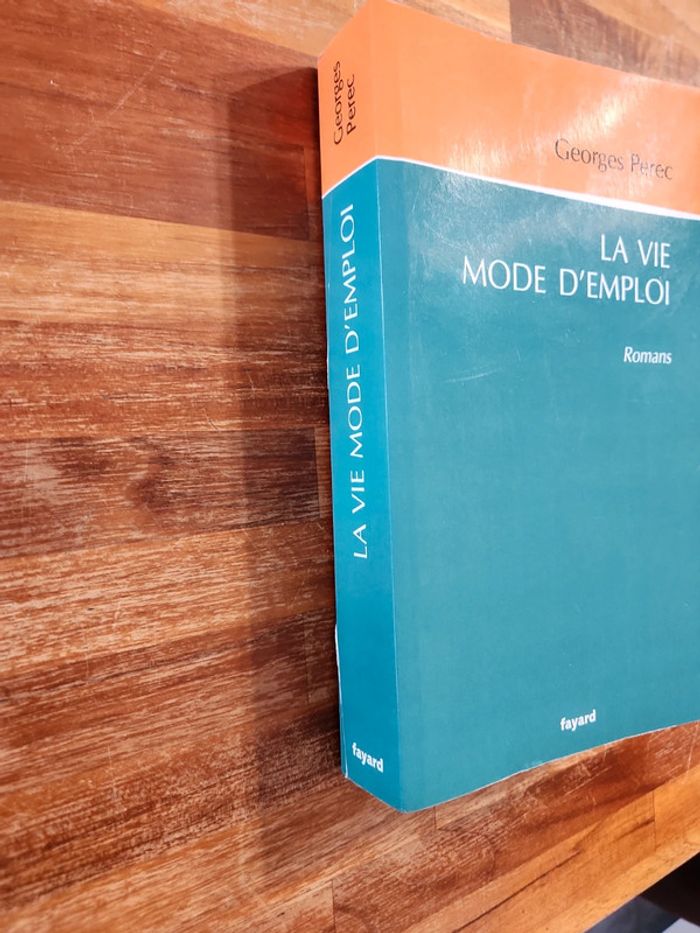 Georges
Perec
LA VIE MODE D'EMPLOI
fayard
Georges Perec
LA VIE
MODE D'EMPLOI
Romans
fayard